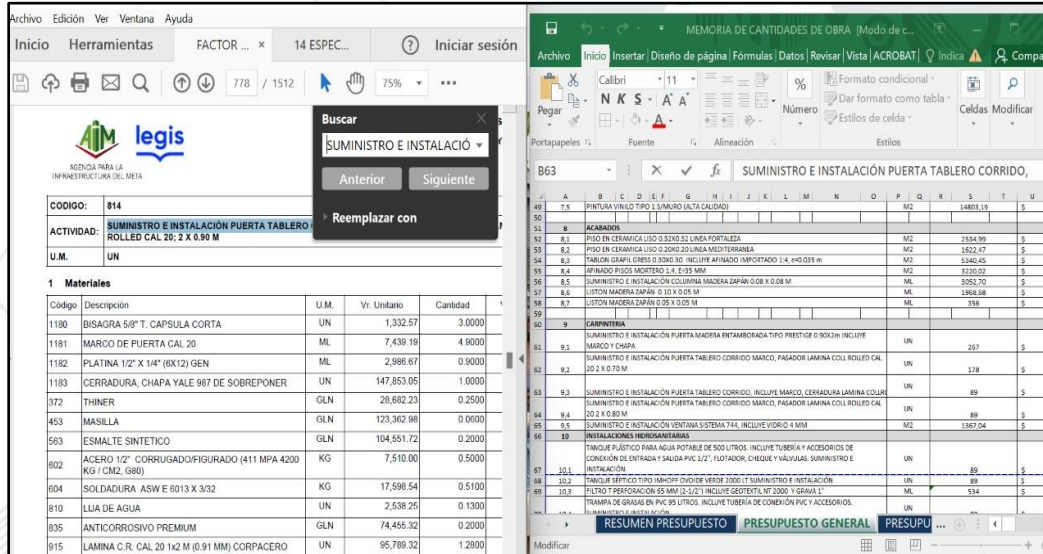 Archivo Edición Ver Ventana Ayuda
Inicio Herramientas FACTOR ... × 14 ESPEC... Iniciar sesión
778 / 1512 75%
Buscar
SUMINISTRO E INSTALACIÓ
Anterior Siguiente
Reemplazar con
AIM legis
AGENCIA PARA LA
INFRAESTRUCTURA DEL META
CODIGO: 814
ACTIVIDAD: SUMINISTRO E INSTALACIÓN PUERTA TABLERO
ROLLED CAL 20; 2 X 0.90 M
U.M. UN
1 Materiales
Código Descripción U.M. Vr. Unitario Cantidad
1180 BISAGRA 5/8" T. CAPSULA CORTA UN 1,332.57 3.0000
1181 MARCO DE PUERTA CAL 20 ML 7,439.19 4.9000
1182 PLATINA 1/2" X 1/4" (6X12) GEN ML 2,986.67 0.9000
1183 CERRADURA, CHAPA YALE 987 DE SOBREPONER UN 147,853.05 1.0000
372 THINER GLN 28,682.23 0.2500
453 MASILLA GLN 123,362.98 0.0600
563 ESMALTE SINTETICO GLN 104,551.72 0.2000
602 ACERO 1/2" CORRUGADO/FIGURADO (411 MPA 4200
KG / CM2, G80) KG 7,510.00 0.5000
604 SOLDADURA ASW E 6013 X 3/32 KG 17,598.54 0.5100
810 LIJA DE AGUA UN 2,538.25 0.1300
835 ANTICORROSIVO PREMIUM GLN 74,455.32 0.2000
915 LAMINA C.R. CAL 20 1x2 M (0.91 MM) CORPACERO UN 95,789.32 1.2800
MEMORIA DE CANTIDADES DE OBRA [Modo de c...
Archivo Inicio Insertar Diseño de página Fórmulas Datos Revisar Vista ACROBAT Indica Compa
Pegar Calibri 11 N K S Número Formato condicional
Dar formato como tabla
Estilos de celda
Celdas Modificar
Portapapeles Fuente Alineación Estilos
B63 fx SUMINISTRO E INSTALACIÓN PUERTA TABLERO CORRIDO,
A B C D E F G H I J K L M N O P Q R S T U
49 7,5 PINTURA VINILO TIPO 1 S/MURO (ALTA CALIDAD) M2 14803,19 $
50
51 8 ACABADOS
52 8,1 PISO EN CERAMICA LISO 0.32X0.32 LINEA FORTALEZA M2 2534,99 $
53 8,2 PISO EN CERAMICA LISO 0.20X0.20 LINEA MEDITERRANEA M2 1622,47 $
54 8,3 TABLON GRAFIL GRESS 0.30X0.30. INCLUYE AFINADO IMPORTADO 1:4, e=0.035 m M2 5340,45 $
55 8,4 AFINADO PISOS MORTERO 1:4, E=35 MM M2 3220,02 $
56 8,5 SUMINISTRO E INSTALACIÓN COLUMNA MADERA ZAPÁN 0.08 X 0.08 M ML 3052,70 $
57 8,6 LISTON MADERA ZAPÁN 0.10 X 0.05 M ML 1968,68 $
58 8,7 LISTON MADERA ZAPÁN 0.05 X 0.05 M ML 356 $
59
60 9 CARPINTERIA
61 9,1 SUMINISTRO E INSTALACIÓN PUERTA MADERA ENTAMBORADA TIPO PRESTIGE 0.90X2m INCLUYE
MARCO Y CHAPA UN 267 $
62 9,2 SUMINISTRO E INSTALACIÓN PUERTA TABLERO CORRIDO MARCO, PASADOR LAMINA COLL ROLLED CAL
20 2 X 0.70 M UN 178 $
63 9,3 SUMINISTRO E INSTALACIÓN PUERTA TABLERO CORRIDO, INCLUYE MARCO, CERRADURA LAMINA UN 89 $
64 9,4 SUMINISTRO E INSTALACIÓN PUERTA TABLERO CORRIDO MARCO, PASADOR LAMINA COLL ROLLED CAL
20 2 X 0.80 M UN 89 $
65 9,5 SUMINISTRO E INSTALACIÓN VENTANA SISTEMA 744, INCLUYE VIDRIO 4 MM M2 1367,04 $
66 10 INSTALACIONES HIDROSANITARIAS
67 10,1 TANQUE PLÁSTICO PARA AGUA POTABLE DE 500 LITROS. INCLUYE TUBERÍA Y ACCESORIOS DE
CONEXIÓN DE ENTRADA Y SALIDA PVC 1/2", FLOTADOR, CHEQUE Y VÁLVULAS. SUMINISTRO E
INSTALACIÓN. UN 89 $
68 10,2 TANQUE SÉPTICO TIPO IMHOFF OVOIDE VERDE 2000 LT SUMINISTRO E INSTALACIÓN UN 89 $
69 10,3 FILTRO T PERFORACION 65 MM (2-1/2") INCLUYE GEOTEXTIL NT 2000 Y GRAVA 1" ML 534 $
TRAMPA DE GRASAS EN PVC 95 LITROS. INCLUYE TUBERÍA DE CONEXIÓN PVC Y ACCESORIOS.
RESUMEN PRESUPUESTO PRESUPUESTO GENERAL PRESUPU ...
Modificar